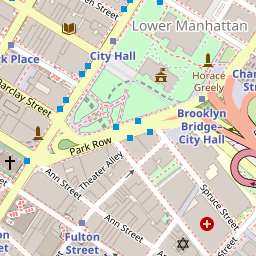 Lower Manhattan
City Hall
Park Place
Horace
Greely
Barclay Street
Brooklyn
Bridge–
City Hall
Park Row
Theater Alley
Ann Street
Ann Street
Spruce Street
Fulton
Street